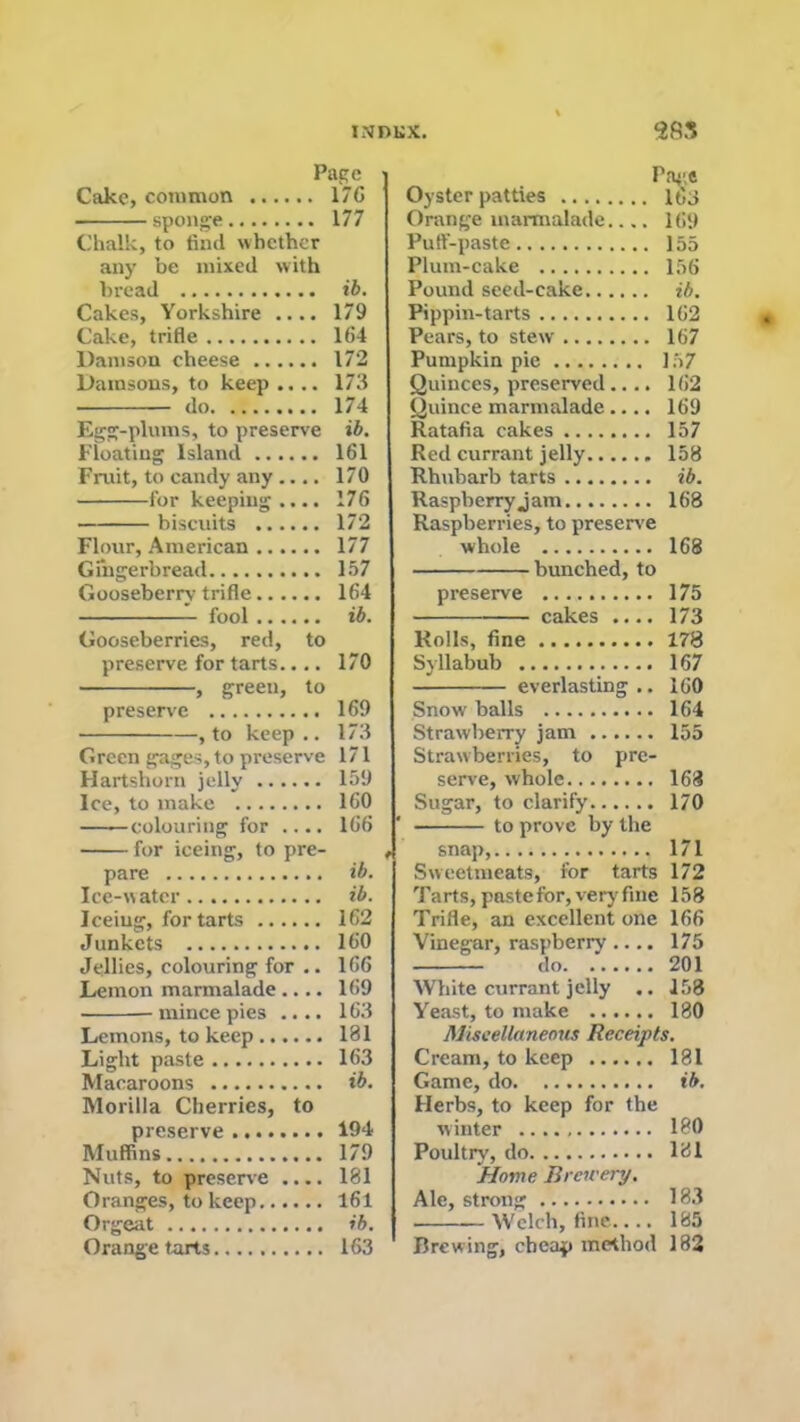 INDEX. 283
Page
Cake, common ...... 176
——— sponge ........ 177
Chalk, to find whether
any be mixed with
bread ............ ib.
Cakes, Yorkshire .... 179
Cake, trifle .......... 164
Damson cheese ...... 172
Damsons, to keep .... 173
——— do. ........ 174
Egg-plums, to preserve ib.
Floating Island ...... 161
Fruit, to candy any .... 170
———for keeping .... 176
——— biscuits ...... 172
Flour, American ...... 177
Gingerbread.......... 157
Gooseberry trifle ...... 164
——— fool ...... ib.
Gooseberries, red, to
preserve for tarts.... 170
———, green, to
preserve .......... 169
———, to keep .. 173
Green gages, to preserve 171
Hartshorn jelly ...... 159
Ice, to make ........ 160
——colouring for .... 166
—— for iceing, to pre-
pare .............. ib.
Ice-water ............ ib.
Iceing, for tarts ...... 162
Junkets ............ 160
Jellies, colouring for .. 166
Lemon marmalade .... 169
——— mince pies .... 163
Lemons, to keep ...... 181
Light paste .......... 163
Macaroons .......... ib.
Morilla Cherries, to
preserve ........ 194
Muffins .............. 179
Nuts, to preserve .... 181
Oranges, to keep...... 161
Orgeat .............. ib.
Orange tarts.......... 163
Page
Oyster patties ........ 163
Orange marmalade.... 169
Puff-paste ............ 155
Plum-cake .......... 156
Pound seed-cake...... ib.
Pippin-tarts .......... 162
Pears, to stew ........ 167
Pumpkin pie ........ 157
Quinces, preserved .... 162
Quince marmalade .... 169
Ratafia cakes ........ 157
Red currant jelly...... 158
Rhubarb tarts ........ ib.
Raspberry jam........ 168
Raspberries, to preserve
whole .......... 168
———bunched, to
preserve .......... 175
——— cakes .... 173
Rolls, fine .......... 178
Syllabub ............ 167
——— everlasting .. 160
Snow balls .......... 164
Strawberry jam ...... 155
Strawberries, to pre-
serve, whole........ 168
Sugar, to clarify...... 170
——— to prove by the
snap,.............. 171
Sweetmeats, for tarts 172
Tarts, paste for, very fine 158
Trifle, an excellent one 166
Vinegar, raspberry .... 175
——— do. ...... 201
White currant jelly .. 158
Yeast, to make ...... 180
Miscellaneous Receipts.
Cream, to keep ...... 181
Game, do. .......... ib.
Herbs, to keep for the
winter ............ 180
Poultry, do........... 181
Home Brewery.
Ale, strong .......... 183
———Welch, fine.... 185
Brewing, cheap method 182